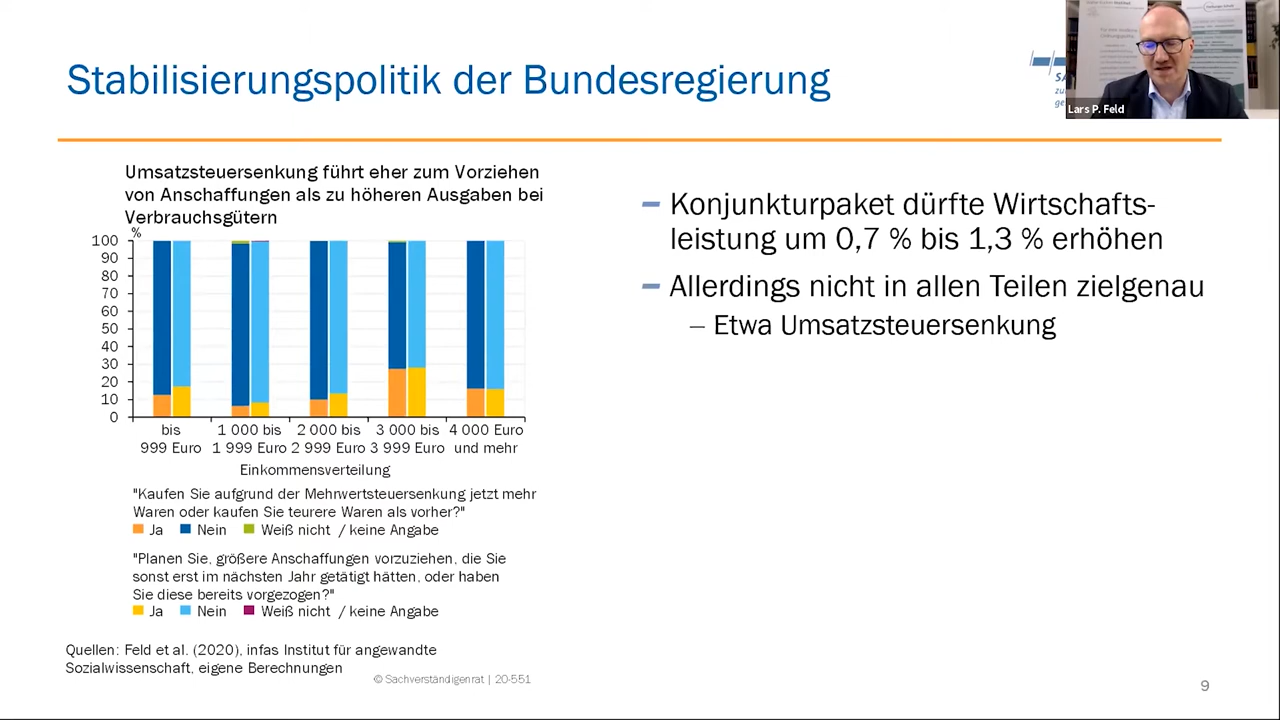 Stabilisierungspolitik der Bundesregierung
Lars P. Feld
Umsatzsteuersenkung führt eher zum Vorziehen
von Anschaffungen als zu höheren Ausgaben bei
Verbrauchsgütern
%
100
90
80
70
60
50
40
30
20
10
0
bis
999 Euro
1 000 bis
1 999 Euro
2 000 bis
2 999 Euro
3 000 bis
3 999 Euro
4 000 Euro
und mehr
Einkommensverteilung
"Kaufen Sie aufgrund der Mehrwertsteuersenkung jetzt mehr
Waren oder kaufen Sie teurere Waren als vorher?"
Ja Nein Weiß nicht / keine Angabe
"Planen Sie, größere Anschaffungen vorzuziehen, die Sie
sonst erst im nächsten Jahr getätigt hätten, oder haben
Sie diese bereits vorgezogen?"
Ja Nein Weiß nicht / keine Angabe
Quellen: Feld et al. (2020), infas Institut für angewandte
Sozialwissenschaft, eigene Berechnungen
© Sachverständigenrat | 20-551
– Konjunkturpaket dürfte Wirtschafts-
leistung um 0,7 % bis 1,3 % erhöhen
– Allerdings nicht in allen Teilen zielgenau
– Etwa Umsatzsteuersenkung
9